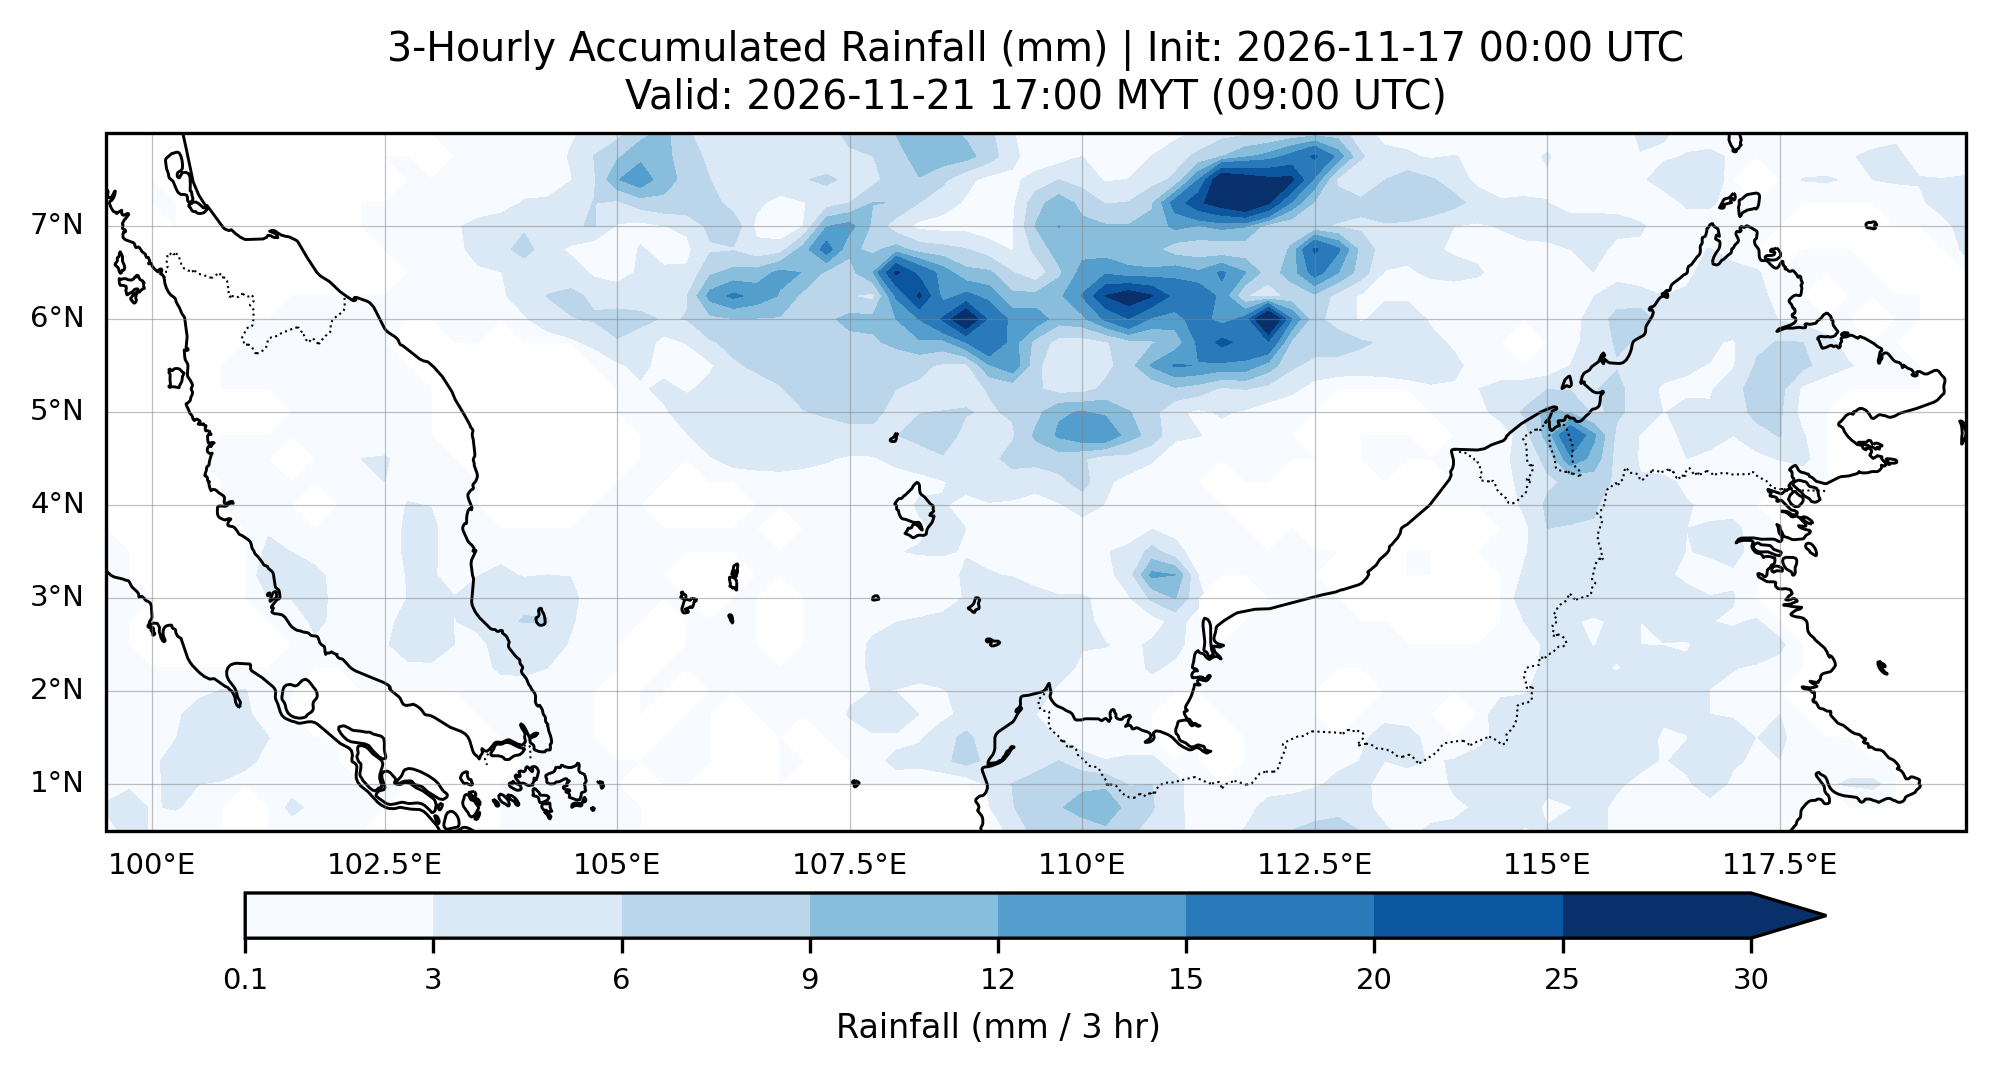 3-Hourly Accumulated Rainfall (mm) | Init: 2026-11-17 00:00 UTC
Valid: 2026-11-21 17:00 MYT (09:00 UTC)
7°N
6°N
5°N
4°N
3°N
2°N
1°N
100°E 102.5°E 105°E 107.5°E 110°E 112.5°E 115°E 117.5°E
0.1 3 6 9 12 15 20 25 30
Rainfall (mm / 3 hr)